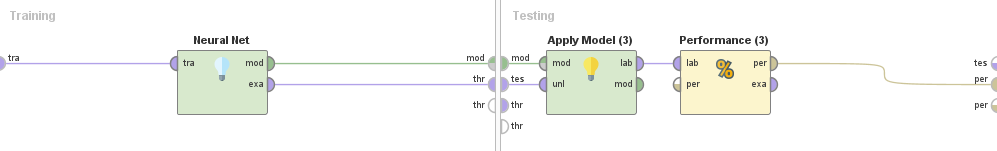 Training
Testing
Neural Net
Apply Model (3)
Performance (3)
tra
tra
mod
exa
mod
thr
thr
mod
tes
thr
thr
mod
unl
lab
mod
lab
per
%
per
exa
tes
per
per